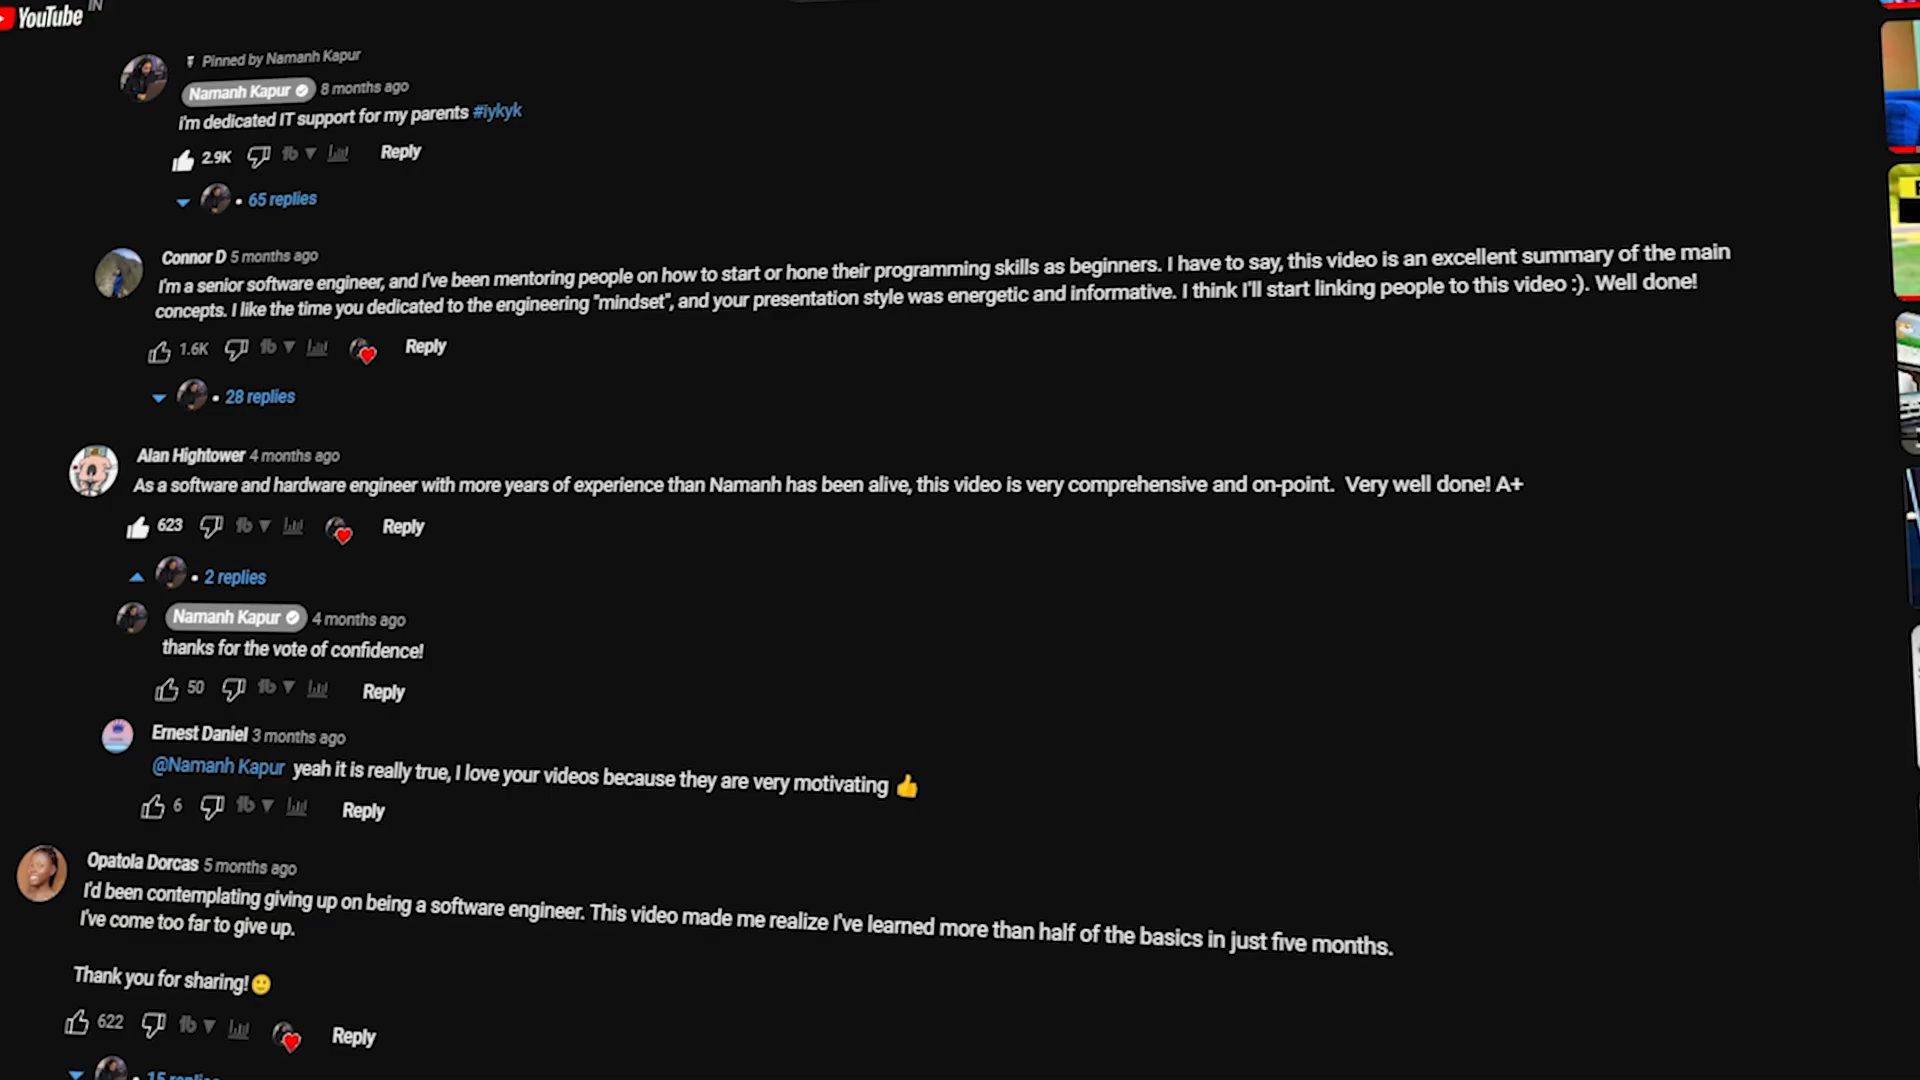 YouTube IN
Pinned by Namanh Kapur
Namanh Kapur 8 months ago
i'm dedicated IT support for my parents #iykyk
2.9K Reply
65 replies
Connor D 5 months ago
I'm a senior software engineer, and I've been mentoring people on how to start or hone their programming skills as beginners. I have to say, this video is an excellent summary of the main
concepts. I like the time you dedicated to the engineering "mindset", and your presentation style was energetic and informative. I think I'll start linking people to this video :). Well done!
1.6K Reply
28 replies
Alan Hightower 4 months ago
As a software and hardware engineer with more years of experience than Namanh has been alive, this video is very comprehensive and on-point. Very well done! A+
623 Reply
2 replies
Namanh Kapur 4 months ago
thanks for the vote of confidence!
50 Reply
Ernest Daniel 3 months ago
@Namanh Kapur yeah it is really true, I love your videos because they are very motivating 👍
6 Reply
Opatola Dorcas 5 months ago
I'd been contemplating giving up on being a software engineer. This video made me realize I've learned more than half of the basics in just five months.
I've come too far to give up.
Thank you for sharing!🙂
622 Reply
15 replies